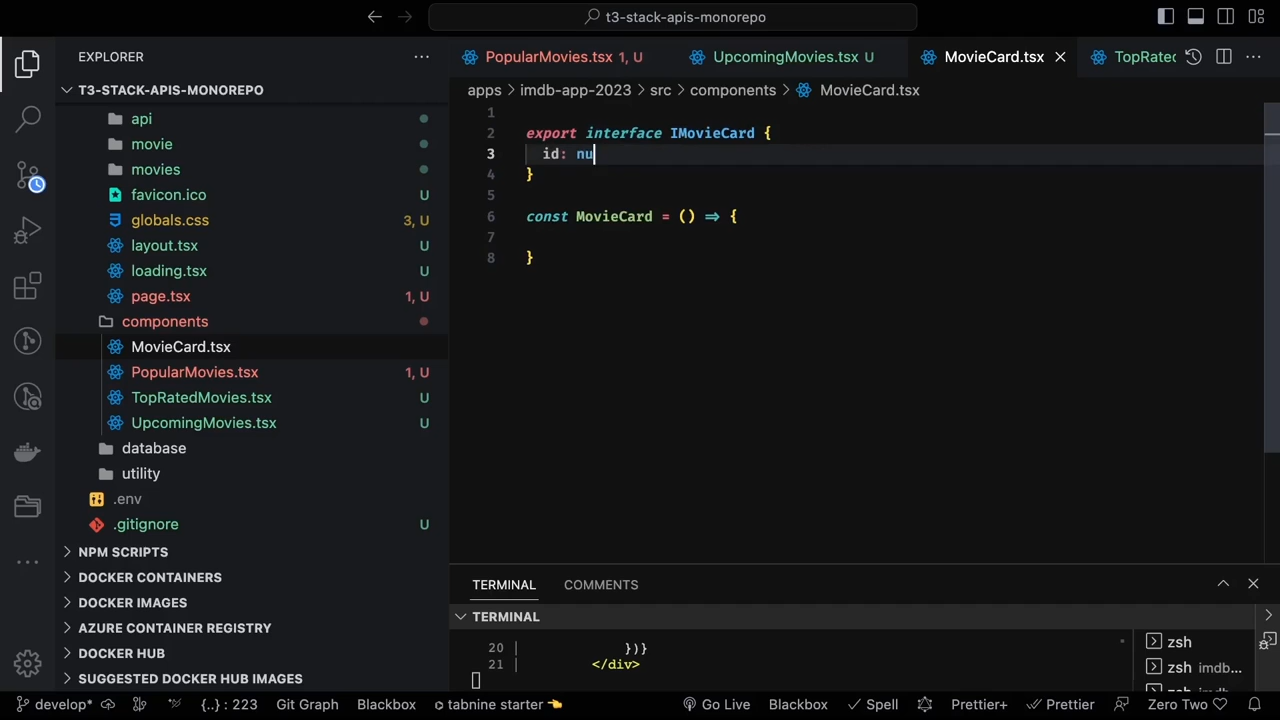 t3-stack-apis-monorepo
EXPLORER
T3-STACK-APIS-MONOREPO
api
movie
movies
favicon.ico U
globals.css 3, U
layout.tsx U
loading.tsx U
page.tsx 1, U
components
MovieCard.tsx
PopularMovies.tsx 1, U
TopRatedMovies.tsx U
UpcomingMovies.tsx U
database
utility
.env
.gitignore U
NPM SCRIPTS
DOCKER CONTAINERS
DOCKER IMAGES
AZURE CONTAINER REGISTRY
DOCKER HUB
SUGGESTED DOCKER HUB IMAGES
PopularMovies.tsx 1, U UpcomingMovies.tsx U MovieCard.tsx TopRated
apps > imdb-app-2023 > src > components > MovieCard.tsx
1
2 export interface IMovieCard {
3 id: nu
4 }
5
6 const MovieCard = () => {
7
8 }
TERMINAL COMMENTS
TERMINAL
20 | })}
21 | </div>
zsh
zsh imdb...
develop* {..} : 223 Git Graph Blackbox tabnine starter 👈 Go Live Blackbox Spell Prettier+ Prettier Zero Two